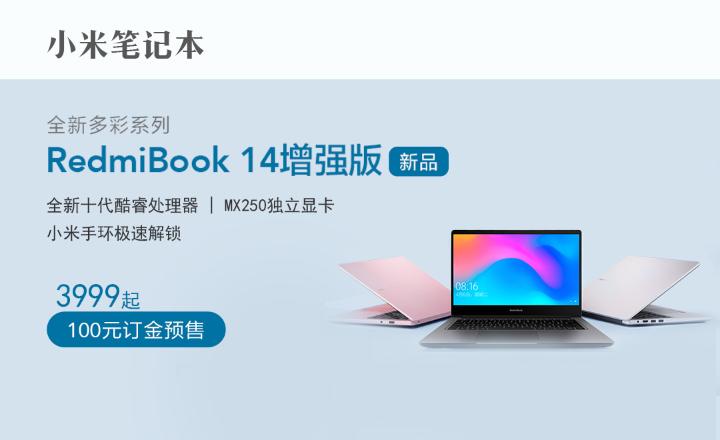 小米笔记本
全新多彩系列
RedmiBook 14增强版 新品
全新十代酷睿处理器 | MX250独立显卡
小米手环极速解锁
3999起
100元订金预售
08:16
RedmiBook